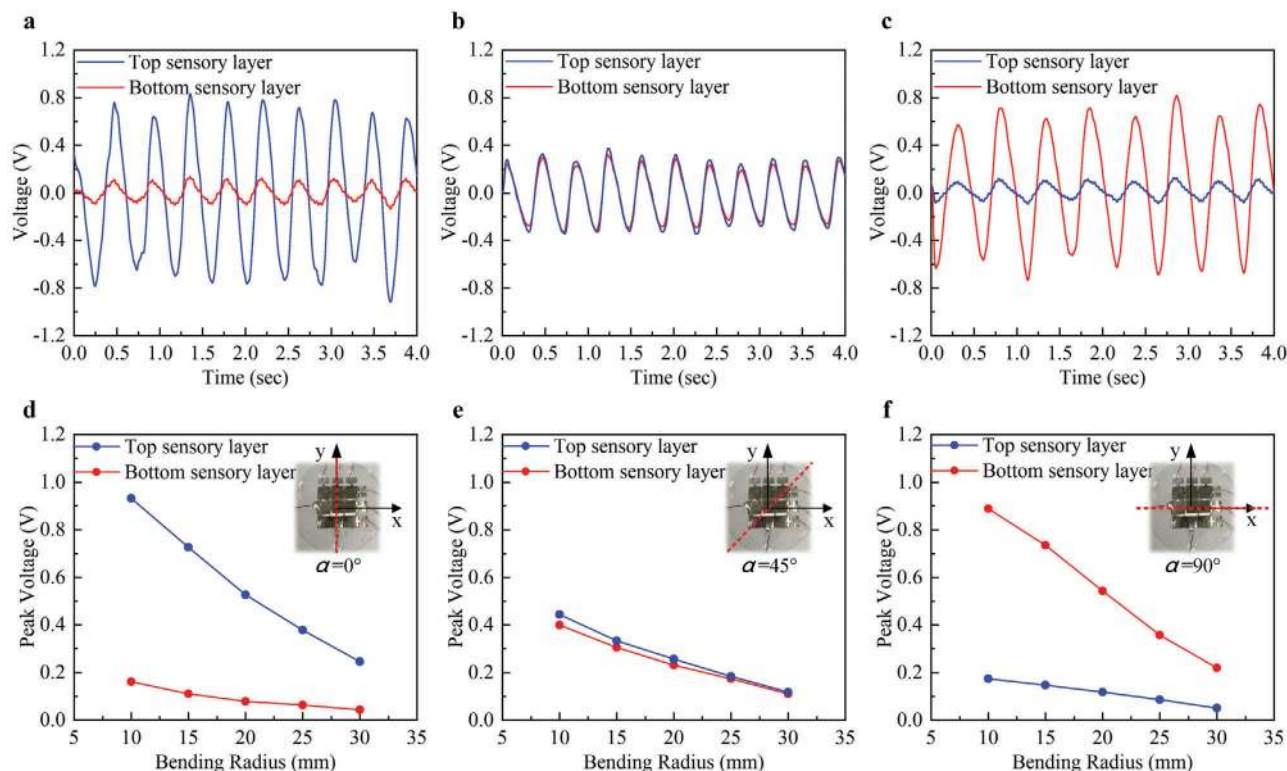 a
1.2
0.8
0.4
0.0
-0.4
-0.8
-1.2
Voltage (V)
Top sensory layer
Bottom sensory layer
0.0 0.5 1.0 1.5 2.0 2.5 3.0 3.5 4.0
Time (sec)
b
1.2
0.8
0.4
0.0
-0.4
-0.8
-1.2
Voltage (V)
Top sensory layer
Bottom sensory layer
0.0 0.5 1.0 1.5 2.0 2.5 3.0 3.5 4.0
Time (sec)
c
1.2
0.8
0.4
0.0
-0.4
-0.8
-1.2
Voltage (V)
Top sensory layer
Bottom sensory layer
0.0 0.5 1.0 1.5 2.0 2.5 3.0 3.5 4.0
Time (sec)
d
1.2
1.0
0.8
0.6
0.4
0.2
0.0
Peak Voltage (V)
Top sensory layer
Bottom sensory layer
y
x
α=0°
5 10 15 20 25 30 35
Bending Radius (mm)
e
1.2
1.0
0.8
0.6
0.4
0.2
0.0
Peak Voltage (V)
Top sensory layer
Bottom sensory layer
y
x
α=45°
5 10 15 20 25 30 35
Bending Radius (mm)
f
1.2
1.0
0.8
0.6
0.4
0.2
0.0
Peak Voltage (V)
Top sensory layer
Bottom sensory layer
y
x
α=90°
5 10 15 20 25 30 35
Bending Radius (mm)